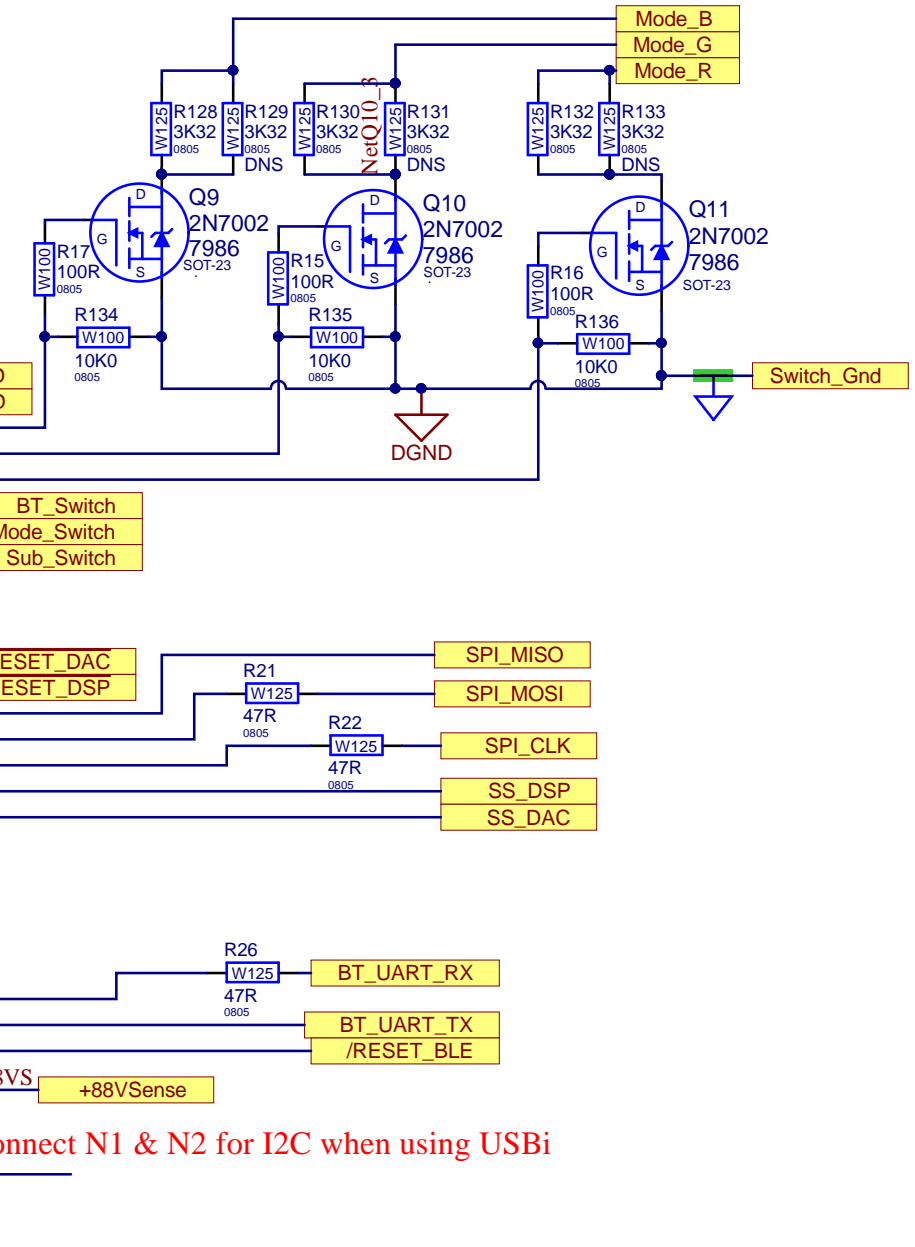 Mode_B
Mode_G
Mode_R
W125
R128
3K32
0805
W125
R129
3K32
0805
DNS
W125
R130
3K32
0805
NetQ10_3
W125
R131
3K32
0805
DNS
W125
R132
3K32
0805
W125
R133
3K32
0805
DNS
D
G
S
Q9
2N7002
7986
SOT-23
D
G
S
Q10
2N7002
7986
SOT-23
D
G
S
Q11
2N7002
7986
SOT-23
W100
R17
100R
0805
W100
R15
100R
0805
W100
R16
100R
0805
R134
W100
10K0
0805
R135
W100
10K0
0805
R136
W100
10K0
0805
Switch_Gnd
DGND
BT_Switch
Mode_Switch
Sub_Switch
ESET_DAC
ESET_DSP
SPI_MISO
R21
W125
47R
0805
SPI_MOSI
R22
W125
47R
0805
SPI_CLK
SS_DSP
SS_DAC
R26
W125
47R
0805
BT_UART_RX
BT_UART_TX
/RESET_BLE
8VS
+88VSense
onnect N1 & N2 for I2C when using USBi